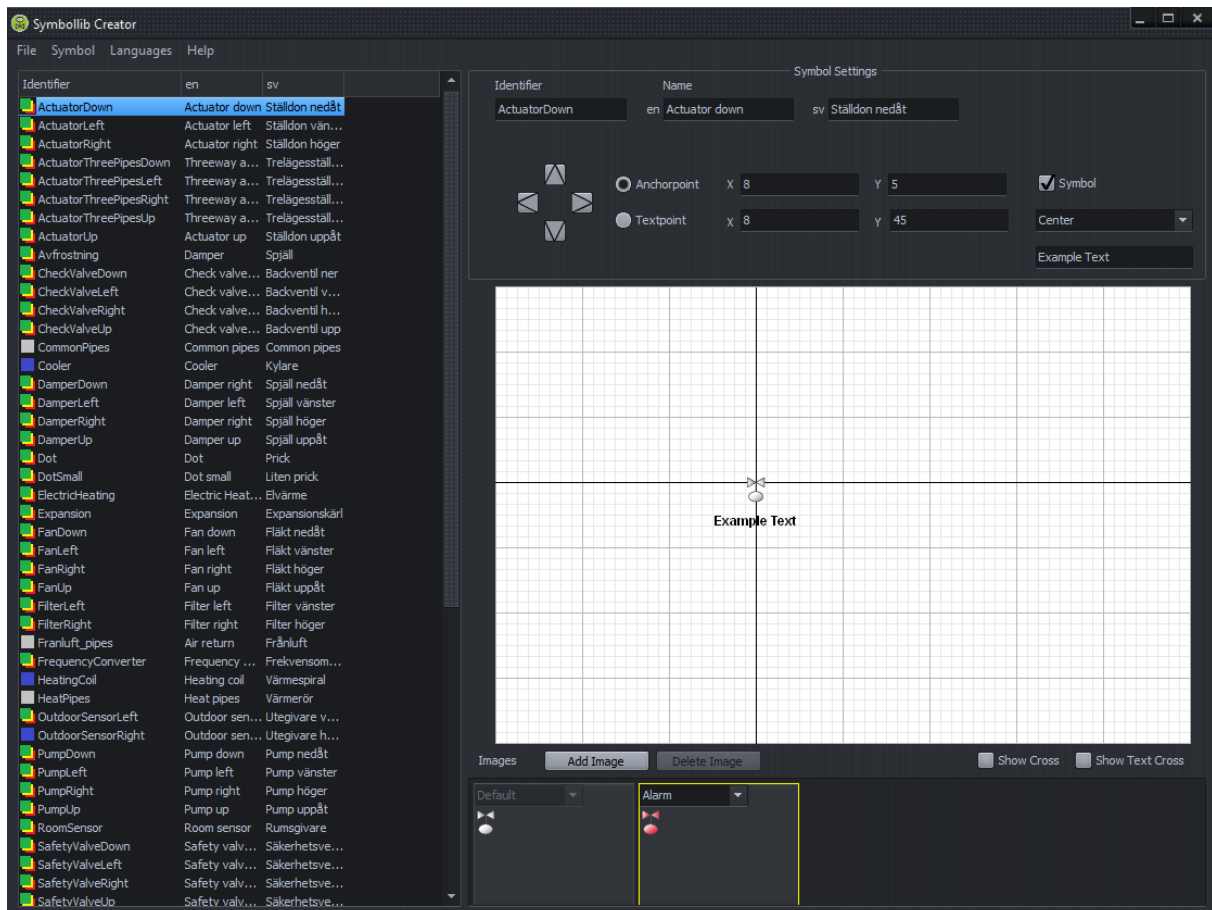 Symbollib Creator
File Symbol Languages Help
Identifier en sv
ActuatorDown Actuator down Ställdon nedåt
ActuatorLeft Actuator left Ställdon vän...
ActuatorRight Actuator right Ställdon höger
ActuatorThreePipesDown Threeway a... Trelägesställ...
ActuatorThreePipesLeft Threeway a... Trelägesställ...
ActuatorThreePipesRight Threeway a... Trelägesställ...
ActuatorThreePipesUp Threeway a... Trelägesställ...
ActuatorUp Actuator up Ställdon uppåt
Avfrostning Damper Spjäll
CheckValveDown Check valve... Backventil ner
CheckValveLeft Check valve... Backventil v...
CheckValveRight Check valve... Backventil h...
CheckValveUp Check valve... Backventil upp
CommonPipes Common pipes Common pipes
Cooler Cooler Kylare
DamperDown Damper right Spjäll nedåt
DamperLeft Damper left Spjäll vänster
DamperRight Damper right Spjäll höger
DamperUp Damper up Spjäll uppåt
Dot Dot Prick
DotSmall Dot small Liten prick
ElectricHeating Electric Heat... Elvärme
Expansion Expansion Expansionskärl
FanDown Fan down Fläkt nedåt
FanLeft Fan left Fläkt vänster
FanRight Fan right Fläkt höger
FanUp Fan up Fläkt uppåt
FilterLeft Filter left Filter vänster
FilterRight Filter right Filter höger
Franluft_pipes Air return Frånluft
FrequencyConverter Frequency ... Frekvensom...
HeatingCoil Heating coil Värmespiral
HeatPipes Heat pipes Värmerör
OutdoorSensorLeft Outdoor sen... Utegivare v...
OutdoorSensorRight Outdoor sen... Utegivare h...
PumpDown Pump down Pump nedåt
PumpLeft Pump left Pump vänster
PumpRight Pump right Pump höger
PumpUp Pump up Pump uppåt
RoomSensor Room sensor Rumsgivare
SafetyValveDown Safety valv... Säkerhetsve...
SafetyValveLeft Safety valv... Säkerhetsve...
SafetyValveRight Safety valv... Säkerhetsve...
SafetyValveUp Safety valv... Säkerhetsve...
Symbol Settings
Identifier Name
ActuatorDown en Actuator down sv Ställdon nedåt
Anchorpoint X 8 Y 5 Symbol
Textpoint X 8 Y 45 Center
Example Text
Example Text
Images Add Image Delete Image Show Cross Show Text Cross
Default Alarm